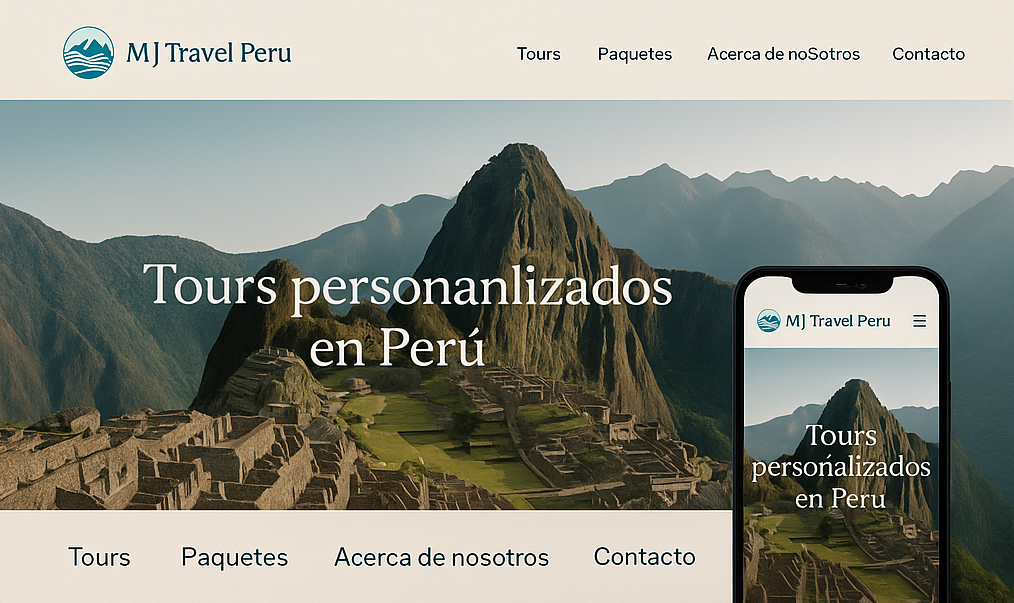 MJ Travel Peru
Tours Paquetes Acerca de noSotros Contacto
Tours personanlizados
en Perú
MJ Travel Peru
Tours
persońalizados
en Peru
Tours Paquetes Acerca de nosotros Contacto